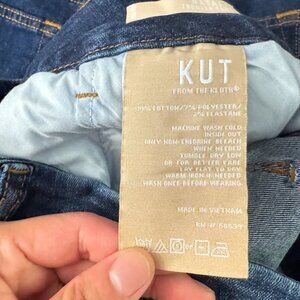 KUT
FROM THE KLOTH®
COTTON/7% POLYESTER/
2% ELASTANE
MACHINE WASH COLD
INSIDE OUT
ONLY NON-CHLORINE BLEACH
WHEN NEEDED
TUMBLE DRY LOW
OR FOR BETTER CARE
LAY FLAT TO DRY
WARM IRON IF NEEDED
WASH ONCE BEFORE WEARING
MADE IN VIETNAM
OR